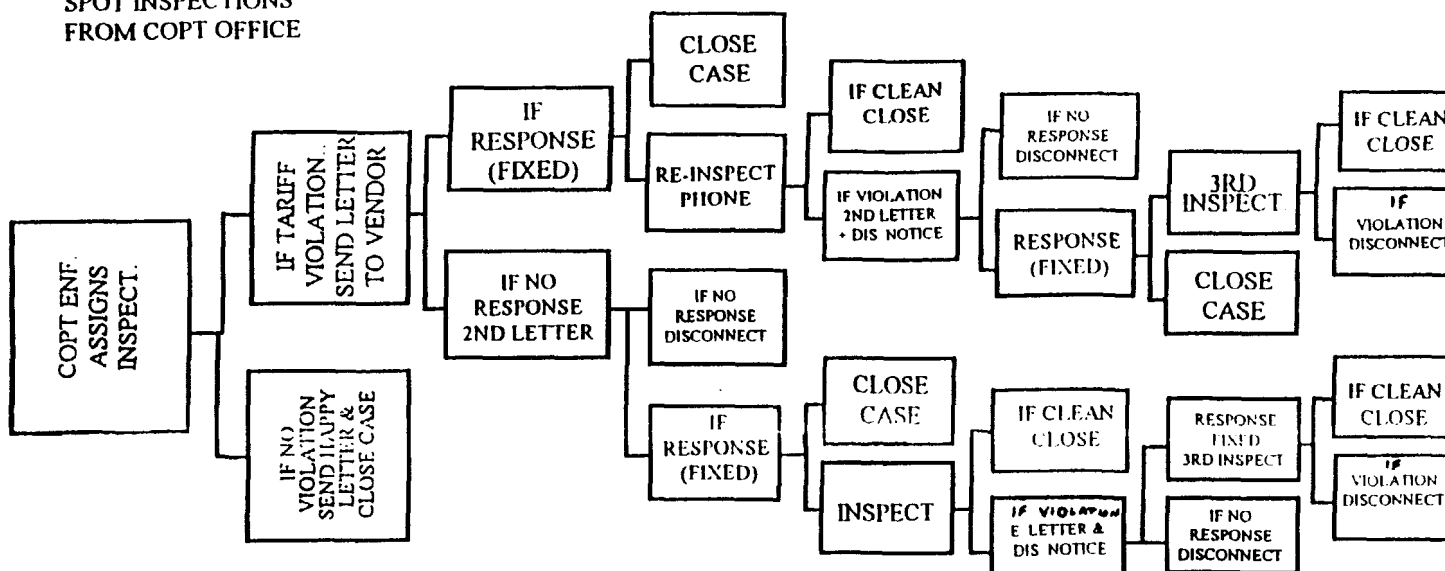 SPOT INSPECTIONS
FROM COPT OFFICE
COPT ENF.
ASSIGNS
INSPECT.
IF TARIFF
VIOLATION..
SEND LETTER
TO VENDOR
IF NO
VIOLATION
SEND HAPPY
LETTER &
CLOSE CASE
IF
RESPONSE
(FIXED)
IF NO
RESPONSE
2ND LETTER
CLOSE
CASE
RE-INSPECT
PHONE
IF NO
RESPONSE
DISCONNECT
IF
RESPONSE
(FIXED)
IF CLEAN
CLOSE
IF VIOLATION
2ND LETTER
+ DIS NOTICE
CLOSE
CASE
INSPECT
IF NO
RESPONSE
DISCONNECT
RESPONSE
(FIXED)
IF CLEAN
CLOSE
IF VIOLATION
E LETTER &
DIS NOTICE
3RD
INSPECT.
CLOSE
CASE
RESPONSE
FIXED
3RD INSPECT
IF NO
RESPONSE
DISCONNECT
IF CLEAN
CLOSE
IF
VIOLATION
DISCONNECT
IF CLEAN
CLOSE
IF
VIOLATION
DISCONNECT